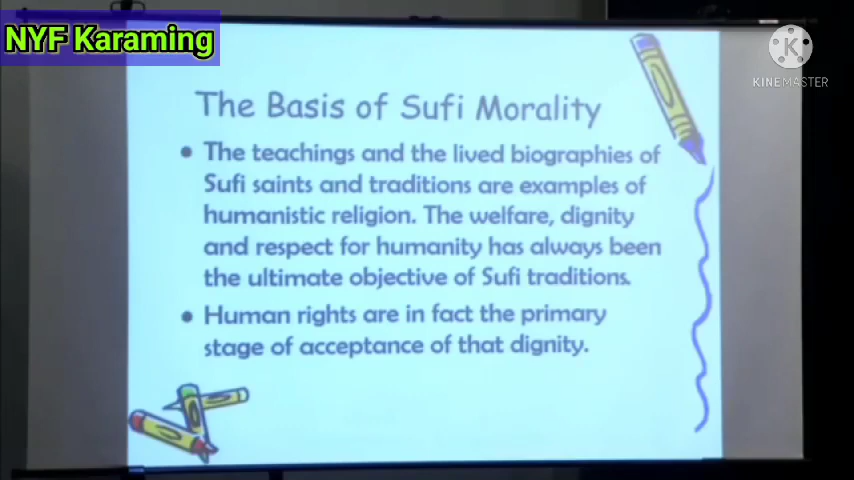 NYF Karaming
K
KINEMASTER
The Basis of Sufi Morality
• The teachings and the lived biographies of
Sufi saints and traditions are examples of
humanistic religion. The welfare, dignity
and respect for humanity has always been
the ultimate objective of Sufi traditions.
• Human rights are in fact the primary
stage of acceptance of that dignity.